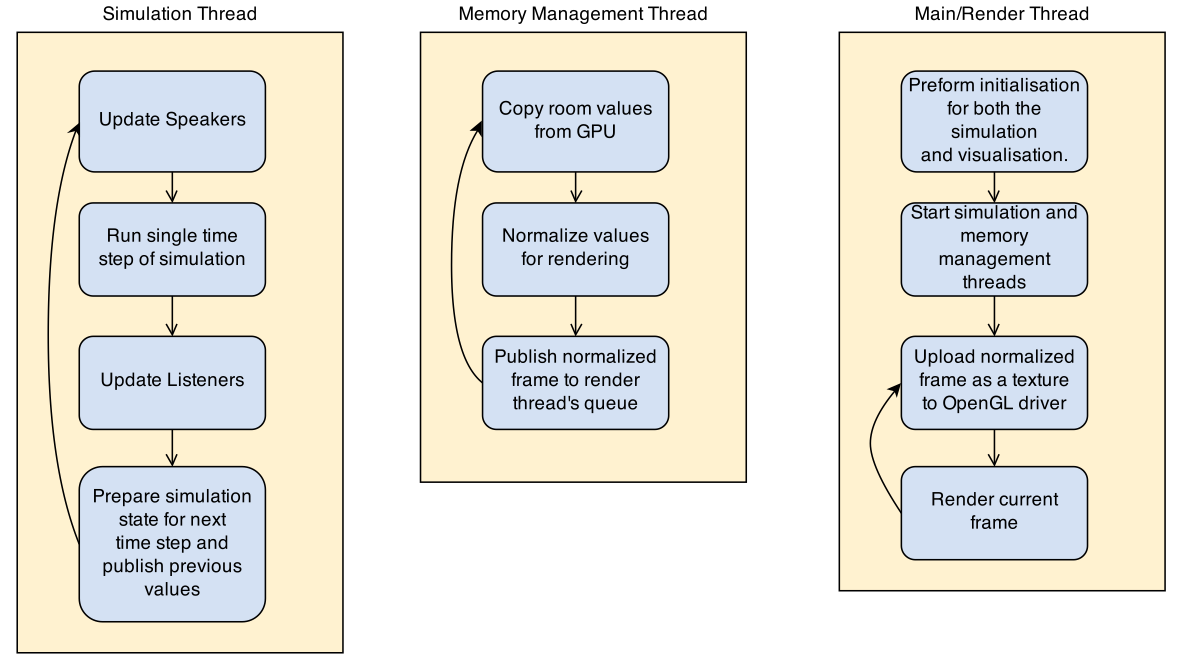 Simulation Thread
Update Speakers
Run single time
step of simulation
Update Listeners
Prepare simulation
state for next
time step and
publish previous
values
Memory Management Thread
Copy room values
from GPU
Normalize values
for rendering
Publish normalized
frame to render
thread's queue
Main/Render Thread
Preform initialisation
for both the
simulation
and visualisation.
Start simulation and
memory
management
threads
Upload normalized
frame as a texture
to OpenGL driver
Render current
frame